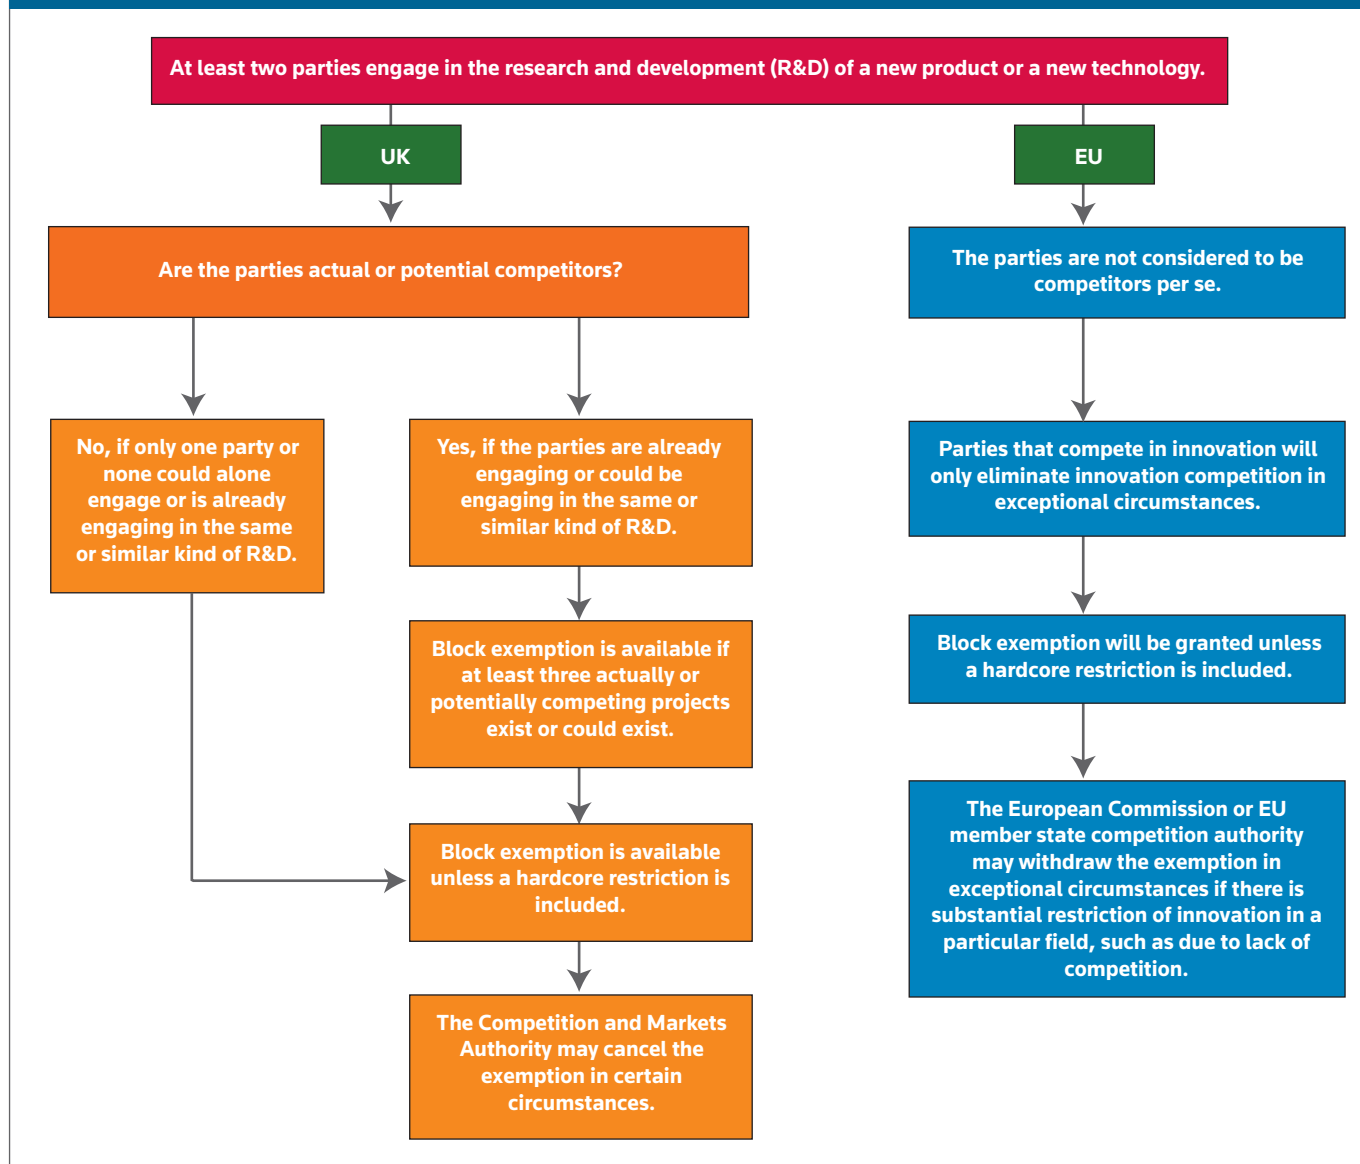 At least two parties engage in the research and development (R&D) of a new product or a new technology.
UK
Are the parties actual or potential competitors?
No, if only one party or
none could alone
engage or is already
engaging in the same
or similar kind of R&D.
Yes, if the parties are already
engaging or could be
engaging in the same or
similar kind of R&D.
Block exemption is available if
at least three actually or
potentially competing projects
exist or could exist.
Block exemption is available
unless a hardcore restriction is
included.
The Competition and Markets
Authority may cancel the
exemption in certain
circumstances.
EU
The parties are not considered to be
competitors per se.
Parties that compete in innovation will
only eliminate innovation competition in
exceptional circumstances.
Block exemption will be granted unless
a hardcore restriction is included.
The European Commission or EU
member state competition authority
may withdraw the exemption in
exceptional circumstances if there is
substantial restriction of innovation in a
particular field, such as due to lack of
competition.